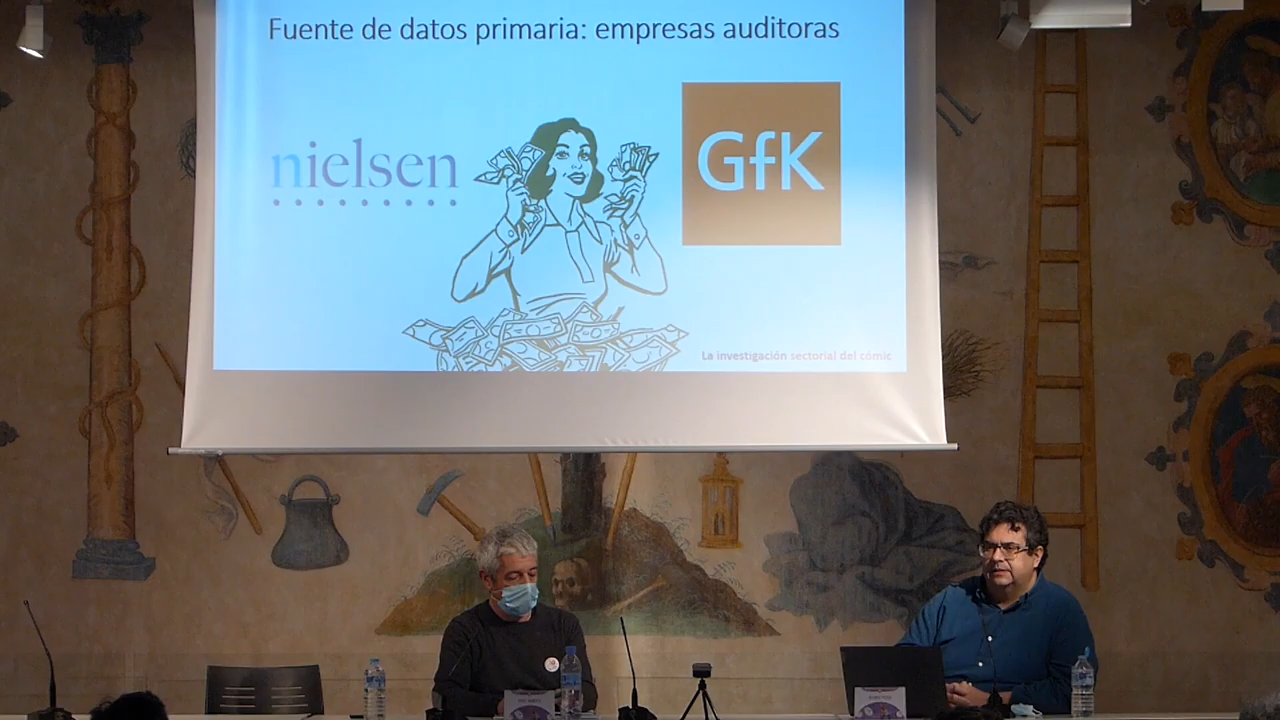 Fuente de datos primaria: empresas auditoras
nielsen
GfK
La investigación sectorial del cómic